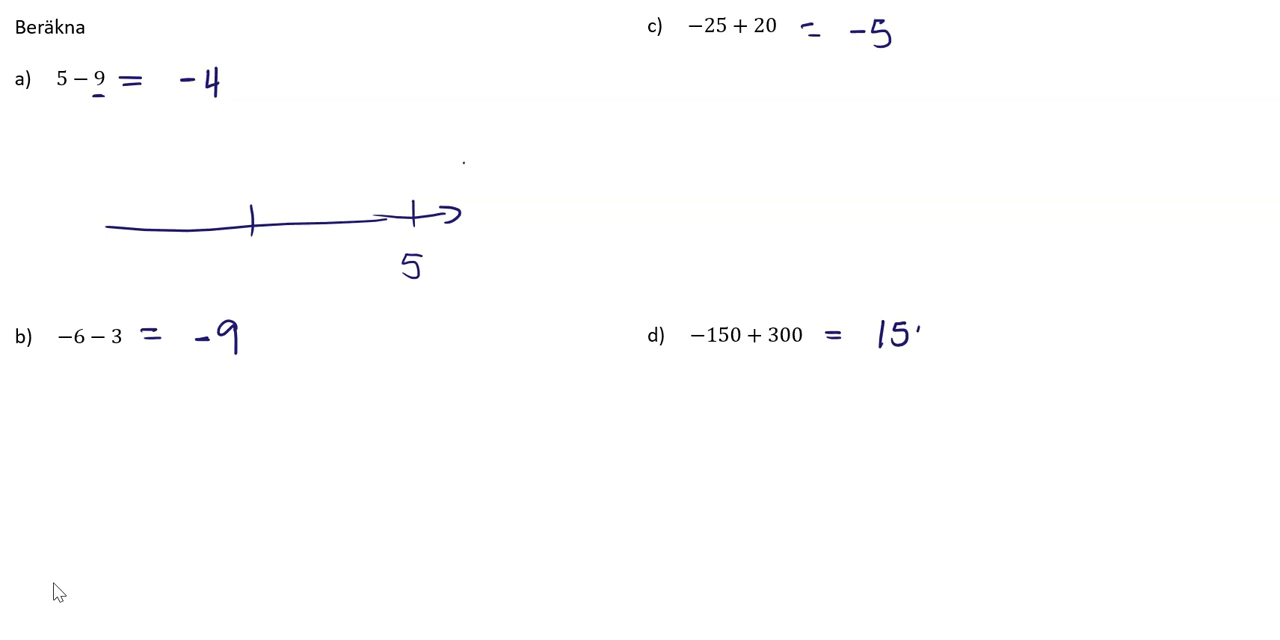 Beräkna
a) 5 − 9 = -4
5
b) −6 − 3 = -9
c) −25 + 20 = -5
d) −150 + 300 = 15